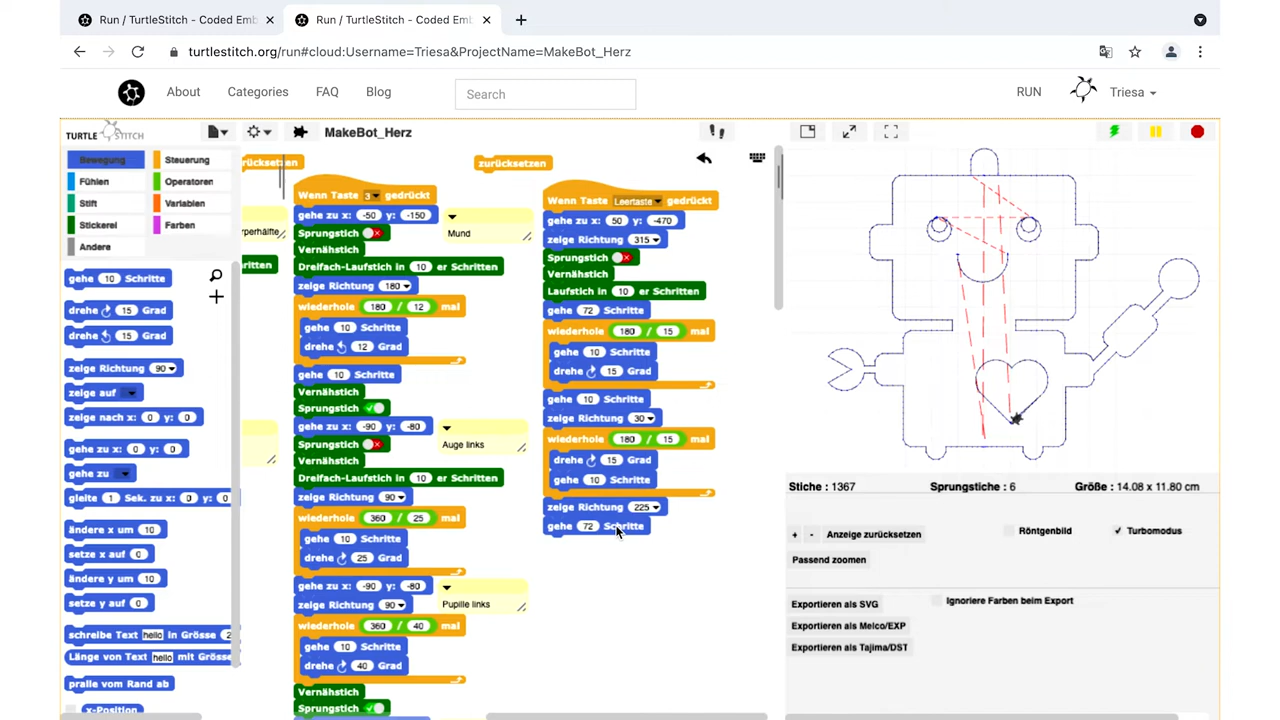 Run / TurtleStitch - Coded Emb
Run / TurtleStitch - Coded Emb
turtlestitch.org/run#cloud:Username=Triesa&ProjectName=MakeBot_Herz
About Categories FAQ Blog Search RUN Triesa
TURTLE STITCH
MakeBot_Herz
Bewegung Steuerung
Fühlen Operatoren
Stift Variablen
Stickerei Farben
Andere
gehe 10 Schritte
drehe 15 Grad
drehe 15 Grad
zeige Richtung 90
zeige auf
zeige nach x: 0 y: 0
gehe zu x: 0 y: 0
gehe zu
gleite 1 Sek. zu x: 0 y: 0
ändere x um 10
setze x auf 0
ändere y um 10
setze y auf 0
schreibe Text hello in Grösse 2
Länge von Text hello mit Grösse
pralle vom Rand ab
x-Position
rücksetzen
rperhälfte
ritten
Wenn Taste 3 gedrückt
gehe zu x: -50 y: -150
Sprungstich
Vernähstich
Dreifach-Laufstich in 10 er Schritten
zeige Richtung 180
wiederhole 180 / 12 mal
gehe 10 Schritte
drehe 12 Grad
gehe 10 Schritte
Vernähstich
Sprungstich
gehe zu x: -90 y: -80
Sprungstich
Vernähstich
Dreifach-Laufstich in 10 er Schritten
zeige Richtung 90
wiederhole 360 / 25 mal
gehe 10 Schritte
drehe 25 Grad
gehe zu x: -90 y: -80
zeige Richtung 90
wiederhole 360 / 40 mal
gehe 10 Schritte
drehe 40 Grad
Vernähstich
Sprungstich
Mund
Auge links
Pupille links
zurücksetzen
Wenn Taste Leertaste gedrückt
gehe zu x: 50 y: -470
zeige Richtung 315
Sprungstich
Vernähstich
Laufstich in 10 er Schritten
gehe 72 Schritte
wiederhole 180 / 15 mal
gehe 10 Schritte
drehe 15 Grad
gehe 10 Schritte
zeige Richtung 30
wiederhole 180 / 15 mal
drehe 15 Grad
gehe 10 Schritte
zeige Richtung 225
gehe 72 Schritte
Stiche : 1367 Sprungstiche : 6 Größe : 14.08 x 11.80 cm
+ - Anzeige zurücksetzen Röntgenbild Turbomodus
Passend zoomen
Exportieren als SVG Ignoriere Farben beim Export
Exportieren als Melco/EXP
Exportieren als Tajima/DST